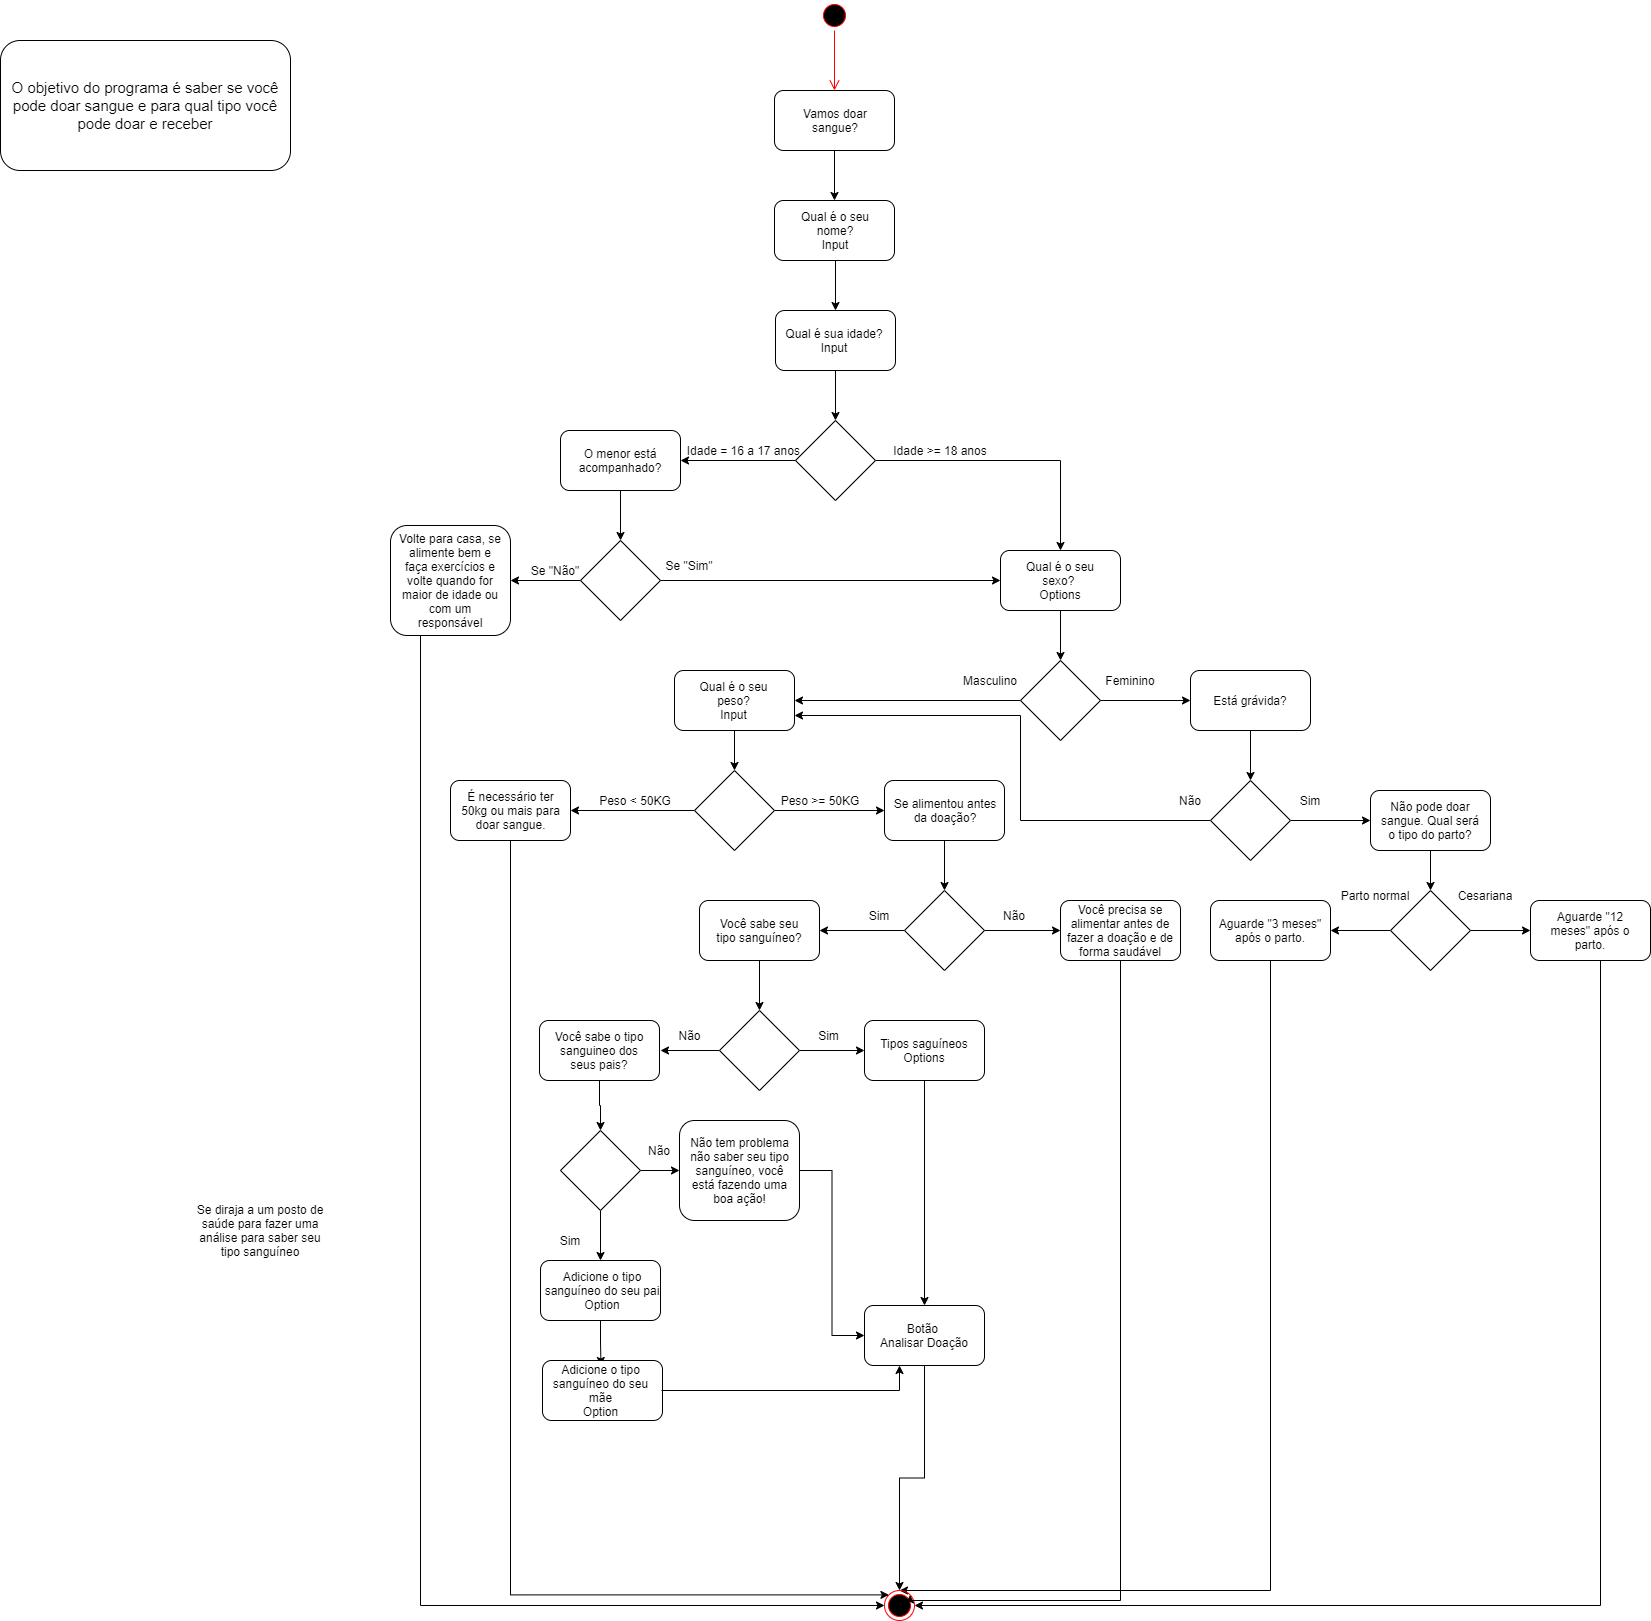 O objetivo do programa é saber se você
pode doar sangue e para qual tipo você
pode doar e receber
Vamos doar
sangue?
Qual é o seu
nome?
Input
Qual é sua idade?
Input
Idade = 16 a 17 anos
Idade >= 18 anos
O menor está
acompanhado?
Volte para casa, se
alimente bem e
faça exercícios e
volte quando for
maior de idade ou
com um
responsável
Se "Não"
Se "Sim"
Qual é o seu
sexo?
Options
Masculino
Feminino
Qual é o seu
peso?
Input
Está grávida?
É necessário ter
50kg ou mais para
doar sangue.
Peso < 50KG
Peso >= 50KG
Se alimentou antes
da doação?
Não
Sim
Não pode doar
sangue. Qual será
o tipo do parto?
Você sabe seu
tipo sanguíneo?
Sim
Não
Você precisa se
alimentar antes de
fazer a doação e de
forma saudável
Parto normal
Cesariana
Aguarde "3 meses"
após o parto.
Aguarde "12
meses" após o
parto.
Você sabe o tipo
sanguineo dos
seus pais?
Não
Sim
Tipos saguíneos
Options
Não
Não tem problema
não saber seu tipo
sanguíneo, você
está fazendo uma
boa ação!
Se diraja a um posto de
saúde para fazer uma
análise para saber seu
tipo sanguíneo
Sim
Adicione o tipo
sanguíneo do seu pai
Option
Botão
Analisar Doação
Adicione o tipo
sanguíneo do seu
mãe
Option